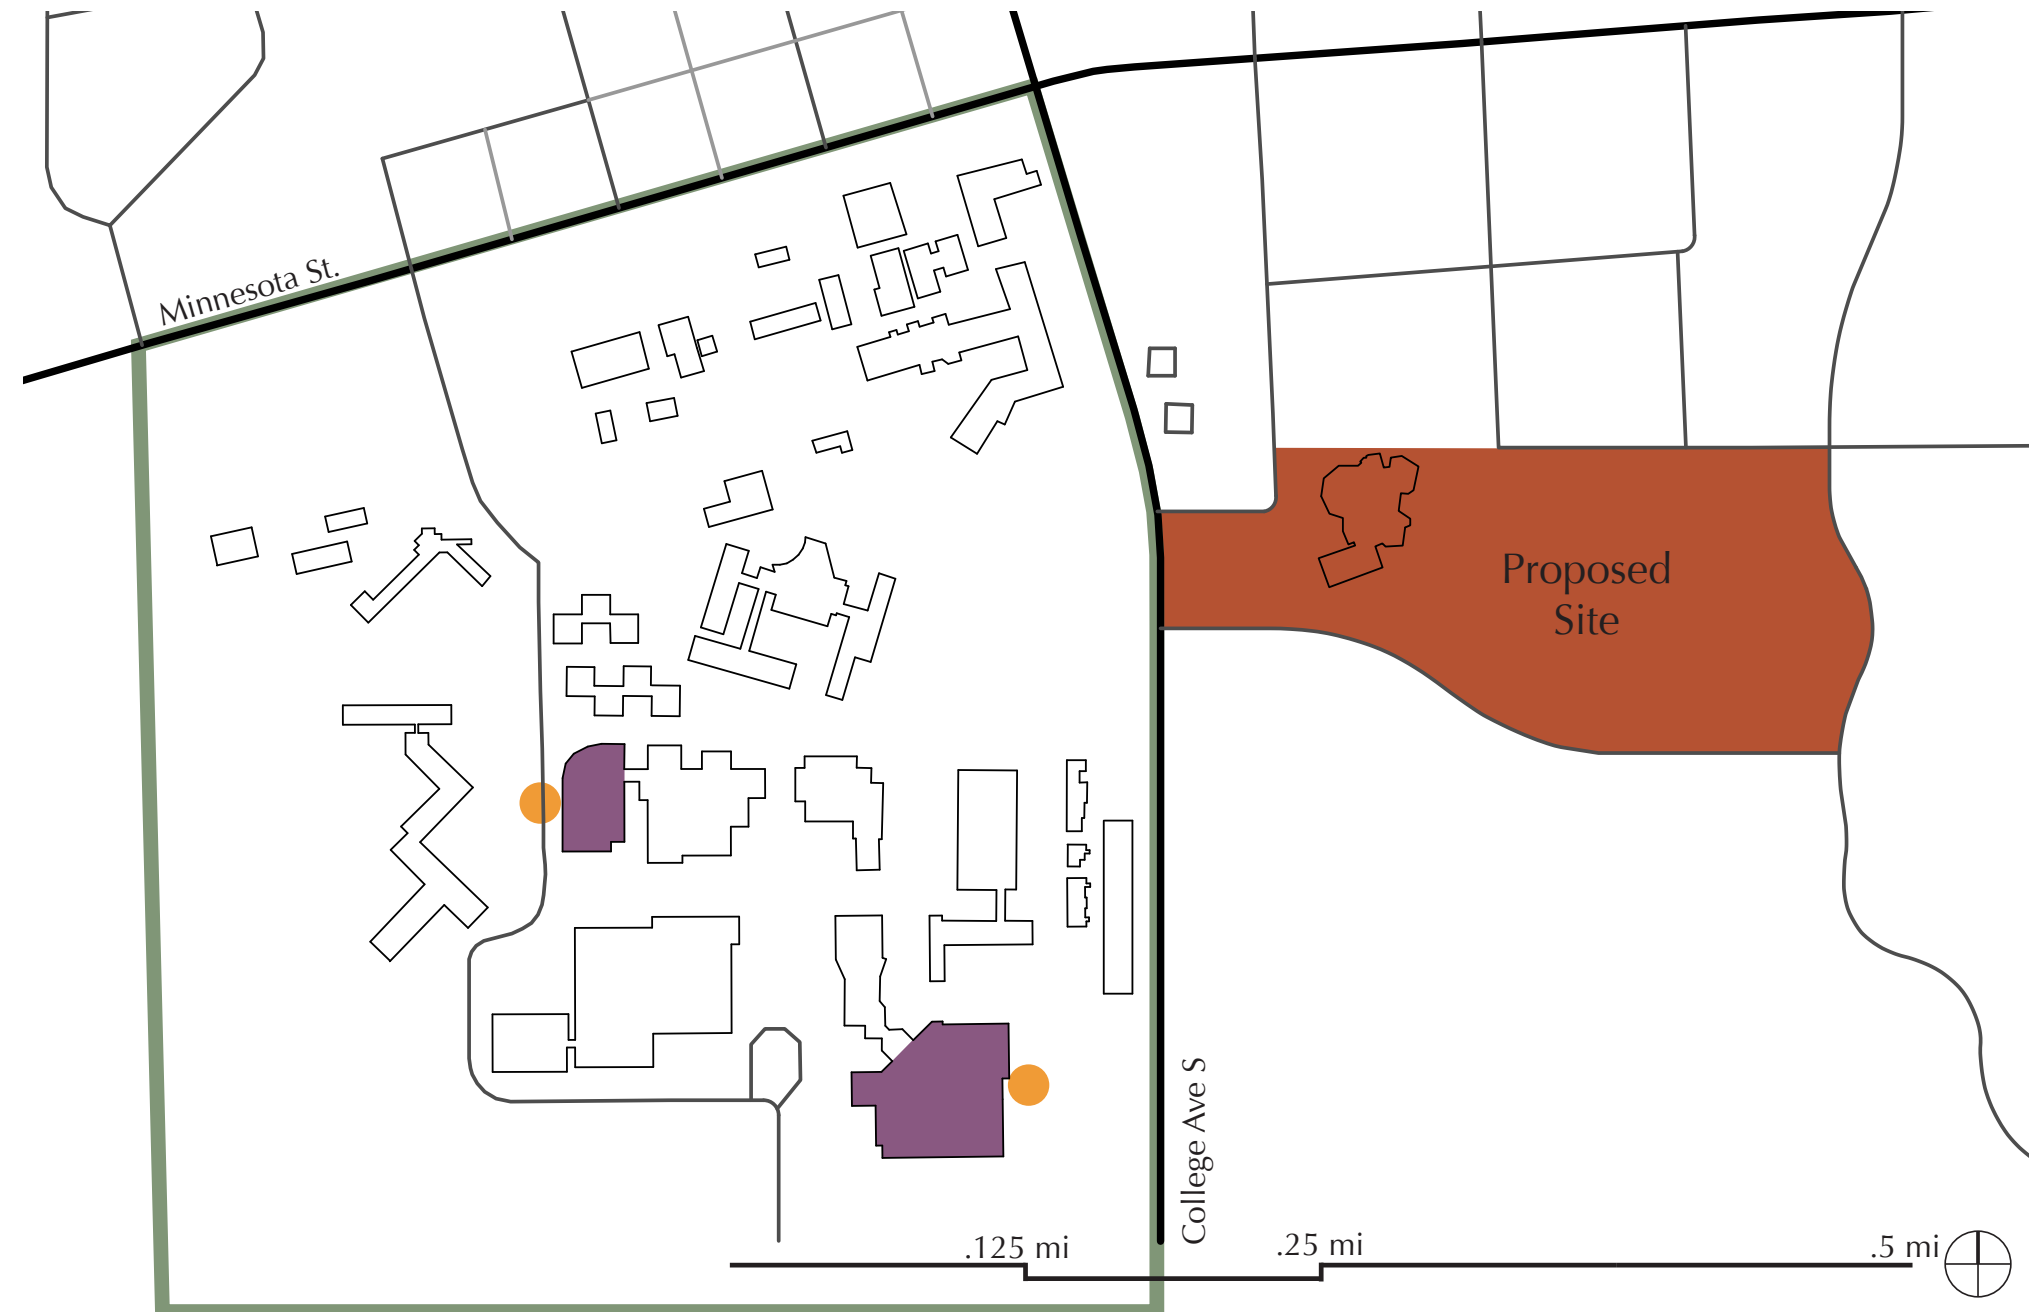 Minnesota St.
Proposed
Site
College Ave S
.125 mi
.25 mi
.5 mi